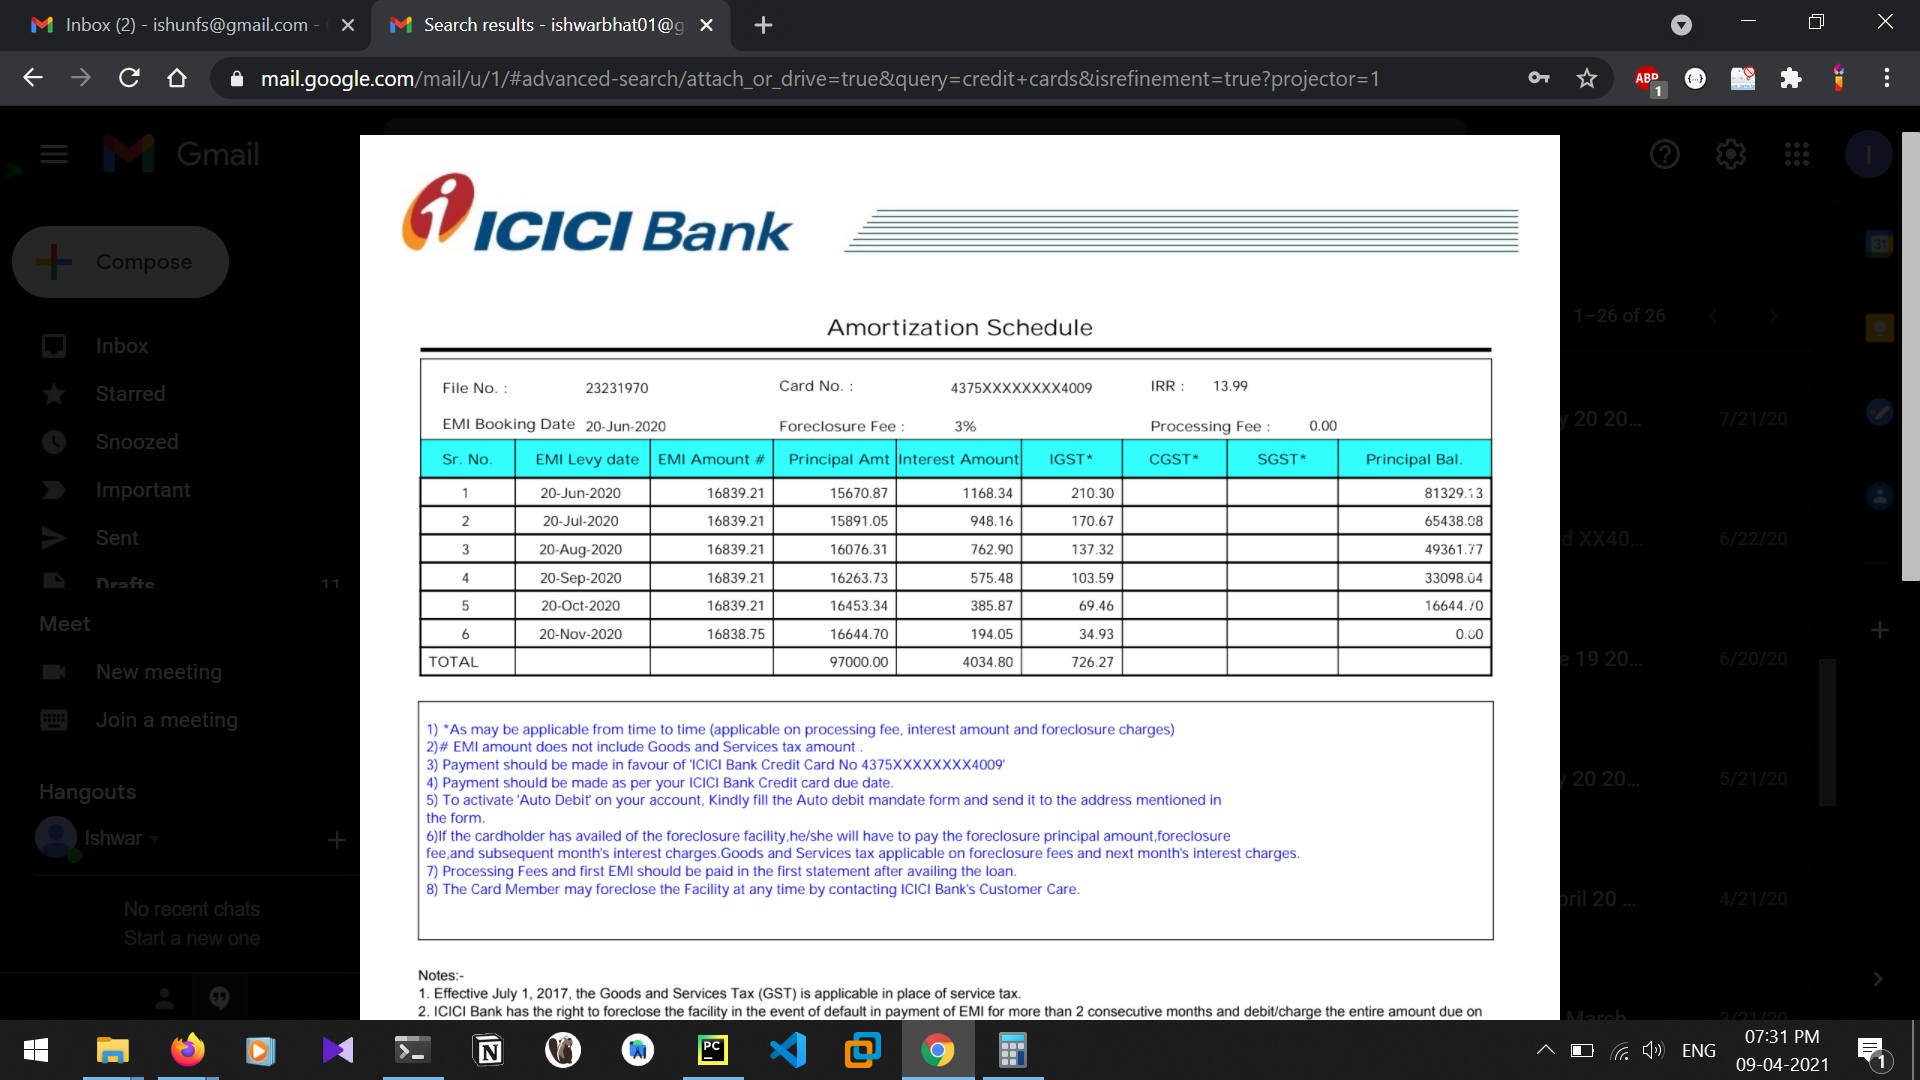 Inbox (2) - ishunfs@gmail.com -
Search results - ishwarbhat01@g
mail.google.com/mail/u/1/#advanced-search/attach_or_drive=true&query=credit+cards&isrefinement=true?projector=1
ABP
1
Gmail
I
Compose
Inbox
Starred
Snoozed
Important
Sent
Drafts 11
Meet
New meeting
Join a meeting
Hangouts
Ishwar
No recent chats
Start a new one
ICICI Bank
Amortization Schedule
File No. : 23231970 Card No. : 4375XXXXXXXX4009 IRR : 13.99
EMI Booking Date 20-Jun-2020 Foreclosure Fee : 3% Processing Fee : 0.00
Sr. No. EMI Levy date EMI Amount # Principal Amt Interest Amount IGST* CGST* SGST* Principal Bal.
1 20-Jun-2020 16839.21 15670.87 1168.34 210.30 81329.13
2 20-Jul-2020 16839.21 15891.05 948.16 170.67 65438.08
3 20-Aug-2020 16839.21 16076.31 762.90 137.32 49361.77
4 20-Sep-2020 16839.21 16263.73 575.48 103.59 33098.04
5 20-Oct-2020 16839.21 16453.34 385.87 69.46 16644.70
6 20-Nov-2020 16838.75 16644.70 194.05 34.93 0.00
TOTAL 97000.00 4034.80 726.27
1) *As may be applicable from time to time (applicable on processing fee, interest amount and foreclosure charges)
2)# EMI amount does not include Goods and Services tax amount .
3) Payment should be made in favour of 'ICICI Bank Credit Card No 4375XXXXXXXX4009'
4) Payment should be made as per your ICICI Bank Credit card due date.
5) To activate 'Auto Debit' on your account, Kindly fill the Auto debit mandate form and send it to the address mentioned in
the form.
6)If the cardholder has availed of the foreclosure facility,he/she will have to pay the foreclosure principal amount,foreclosure
fee,and subsequent month's interest charges.Goods and Services tax applicable on foreclosure fees and next month's interest charges.
7) Processing Fees and first EMI should be paid in the first statement after availing the loan.
8) The Card Member may foreclose the Facility at any time by contacting ICICI Bank's Customer Care.
Notes:-
1. Effective July 1, 2017, the Goods and Services Tax (GST) is applicable in place of service tax.
2. ICICI Bank has the right to foreclose the facility in the event of default in payment of EMI for more than 2 consecutive months and debit/charge the entire amount due on
1–26 of 26
31
20 20... 7/21/20
XX40... 6/22/20
19 20... 6/20/20
20 20... 5/21/20
20 ... 4/21/20
March
PC
N
ENG
07:31 PM
09-04-2021
1